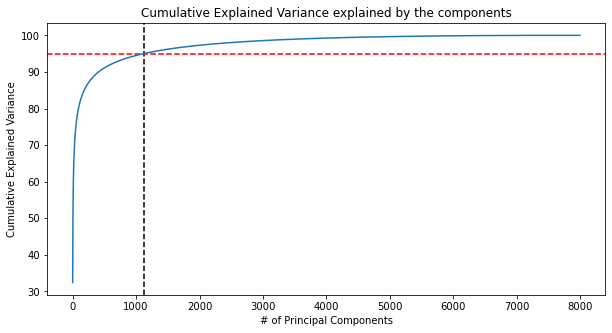 Cumulative Explained Variance explained by the components
100
90
80
70
60
50
40
30
Cumulative Explained Variance
0 1000 2000 3000 4000 5000 6000 7000 8000
# of Principal Components